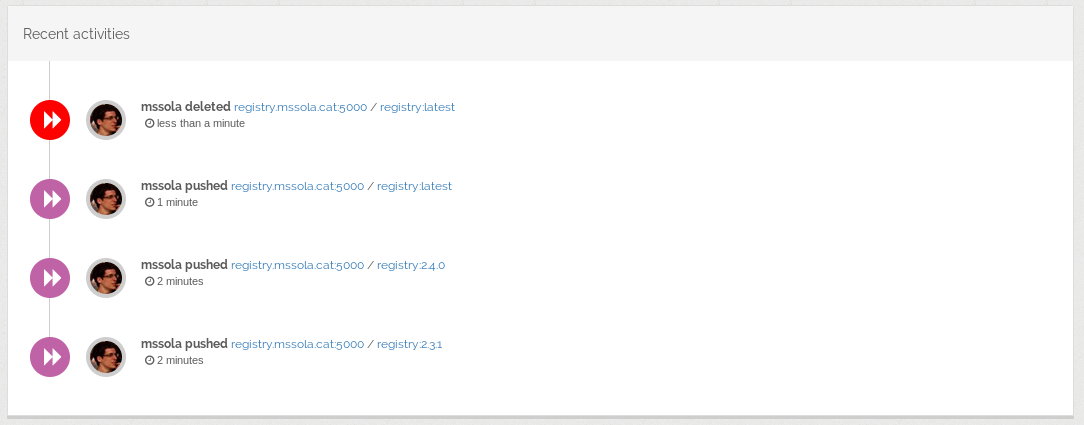 Recent activities
mssola deleted registry.mssola.cat:5000 / registry:latest
less than a minute
mssola pushed registry.mssola.cat:5000 / registry:latest
1 minute
mssola pushed registry.mssola.cat:5000 / registry:2.4.0
2 minutes
mssola pushed registry.mssola.cat:5000 / registry:2.3.1
2 minutes